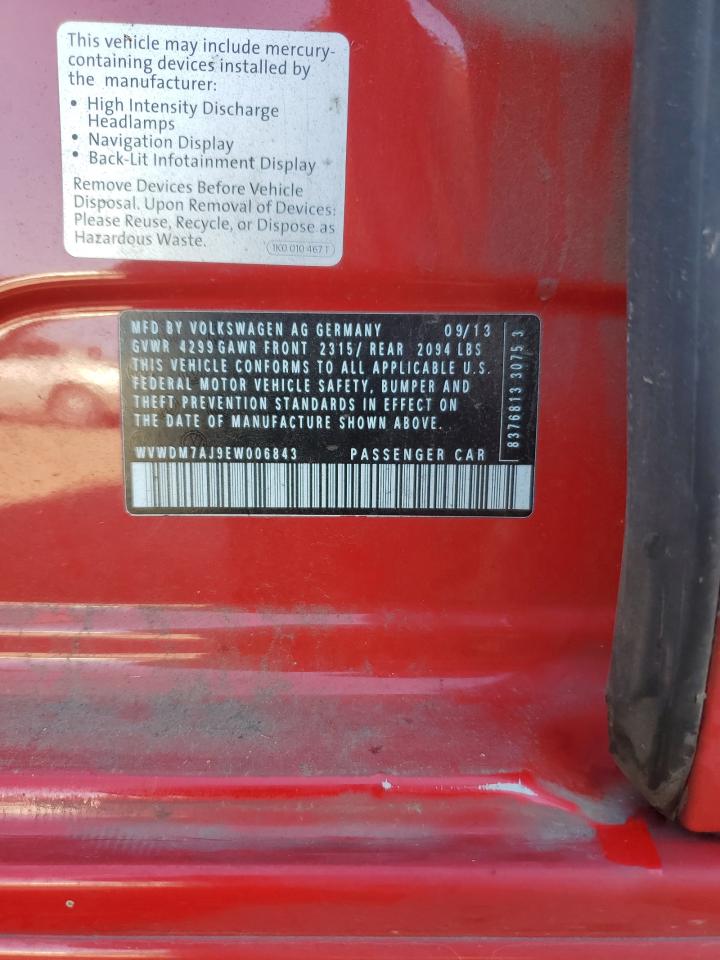 This vehicle may include mercury-
containing devices installed by
the manufacturer:
• High Intensity Discharge
Headlamps
• Navigation Display
• Back-Lit Infotainment Display
Remove Devices Before Vehicle
Disposal. Upon Removal of Devices:
Please Reuse, Recycle, or Dispose as
Hazardous Waste.
1K0 010 467 T
MFD BY VOLKSWAGEN AG GERMANY 09/13
GVWR 4299 GAWR FRONT 2315/ REAR 2094 LBS
THIS VEHICLE CONFORMS TO ALL APPLICABLE U.S.
FEDERAL MOTOR VEHICLE SAFETY, BUMPER AND
THEFT PREVENTION STANDARDS IN EFFECT ON
THE DATE OF MANUFACTURE SHOWN ABOVE.
WVWDM7AJ9EW006843 PASSENGER CAR
8376813 3075 3